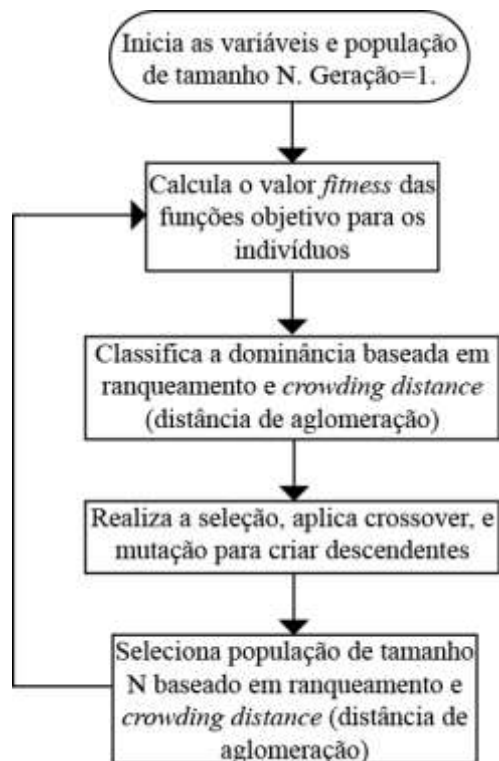 Inicia as variáveis e população
de tamanho N. Geração=1.
Calcula o valor fitness das
funções objetivo para os
indivíduos
Classifica a dominância baseada em
ranqueamento e crowding distance
(distância de aglomeração)
Realiza a seleção, aplica crossover, e
mutação para criar descendentes
Seleciona população de tamanho
N baseado em ranqueamento e
crowding distance (distância de
aglomeração)